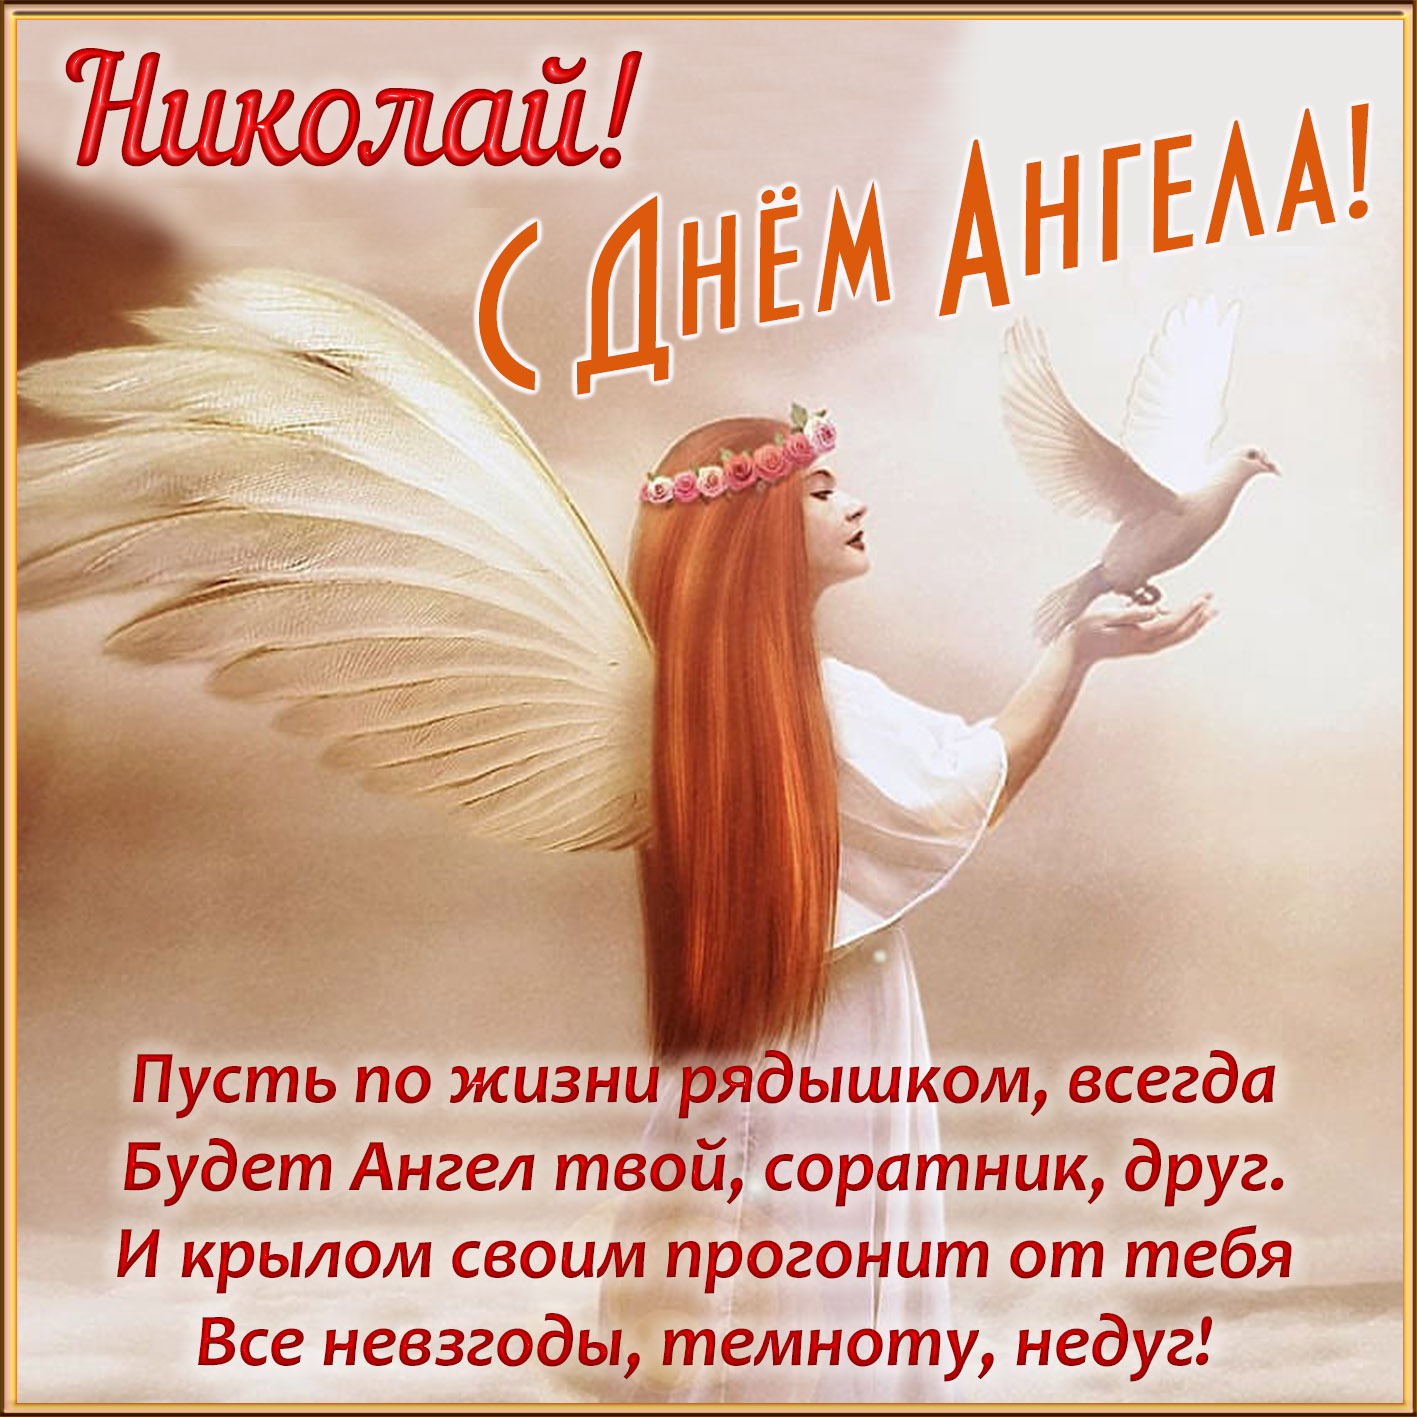 Николай!
С Днём Ангела!
Пусть по жизни рядышком, всегда
Будет Ангел твой, соратник, друг.
И крылом своим прогонит от тебя
Все невзгоды, темноту, недуг!